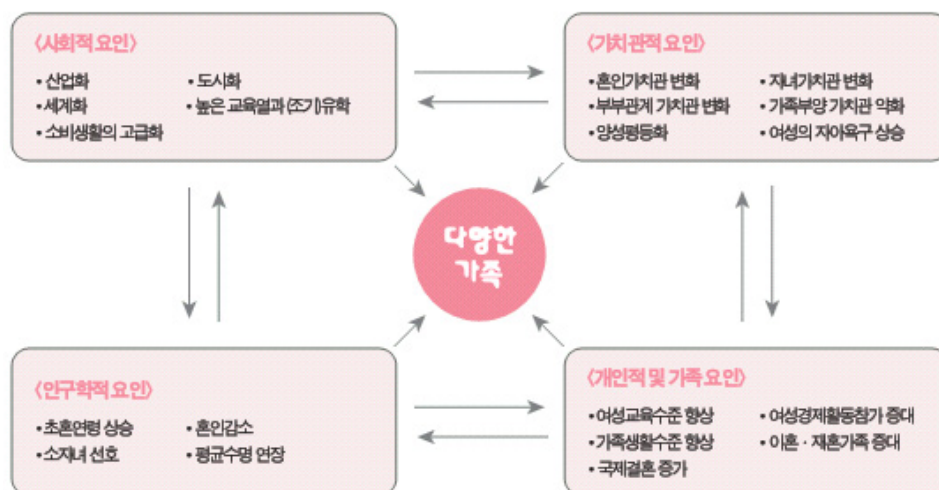 〈사회적 요인〉
• 산업화 • 도시화
• 세계화 • 높은 교육열과 (조기)유학
• 소비생활의 고급화
〈가치관적 요인〉
• 혼인가치관 변화 • 자녀가치관 변화
• 부부관계 가치관 변화 • 가족부양 가치관 약화
• 양성평등화 • 여성의 자아욕구 상승
다양한
가족
〈인구학적 요인〉
• 초혼연령 상승 • 혼인감소
• 소자녀 선호 • 평균수명 연장
〈개인적 및 가족 요인〉
• 여성교육수준 향상 • 여성경제활동참가 증대
• 가족생활수준 향상 • 이혼 · 재혼가족 증대
• 국제결혼 증가